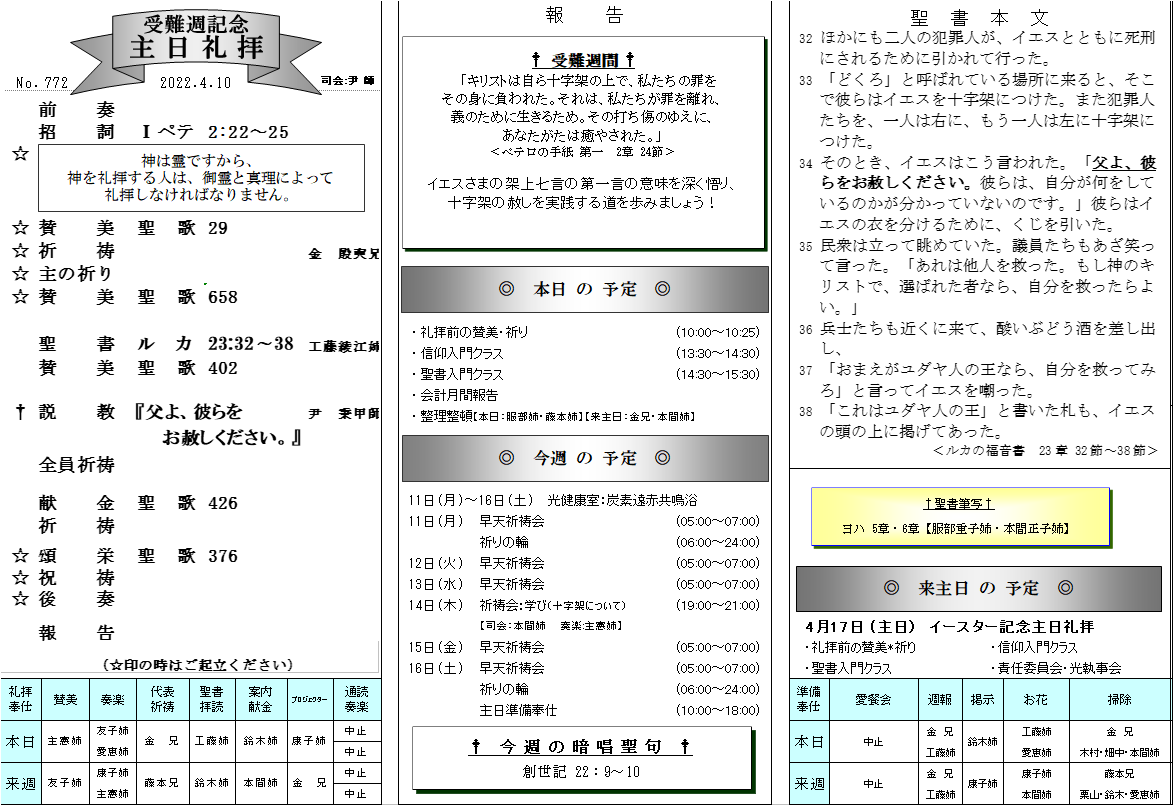 受難週記念
主日礼拝
No.772 2022.4.10 司会:尹 師
前 奏
招 詞 Ⅰペテ 2:22～25
☆
神は霊ですから、
神を礼拝する人は、御霊と真理によって
礼拝しなければなりません。
☆ 賛 美 聖 歌 29
☆ 祈 祷 金 殷実兄
☆ 主の祈り
☆ 賛 美 聖 歌 658
聖 書 ル カ 23:32～38 工藤綾江姉
賛 美 聖 歌 402
✝ 説 教 『父よ、彼らを 尹 秉甲師
お赦しください。』
全員祈祷
献 金 聖 歌 426
祈 祷
☆ 頌 栄 聖 歌 376
☆ 祝 祷
☆ 後 奏
報 告
(☆印の時はご起立ください)
礼拝奉仕 賛美 奏楽 代表祈祷 聖書拝読 案内献金 プロジェクター 通読奏楽
本日 主憲姉 友子姉 愛恵姉 金 兄 工藤姉 鈴木姉 康子姉 中止 中止
来週 友子姉 康子姉 主憲姉 藤本兄 鈴木姉 本間姉 金 兄 中止 中止
報 告
✝ 受難週間 ✝
「キリストは自ら十字架の上で、私たちの罪を
その身に負われた。それは、私たちが罪を離れ、
義のために生きるため。その打ち傷のゆえに、
あなたがたは癒やされた。」
＜ペテロの手紙 第一 2章 24節＞
イエスさまの架上七言の第一言の意味を深く悟り、
十字架の赦しを実践する道を歩みましょう！
◎ 本日 の 予定 ◎
・礼拝前の賛美・祈り (10:00～10:25)
・信仰入門クラス (13:30～14:30)
・聖書入門クラス (14:30～15:30)
・会計月間報告
・整理整頓【本日:服部姉・藤本姉】【来主日:金兄・本間姉】
◎ 今週 の 予定 ◎
11日(月)～16日(土) 光健康室:炭素遠赤共鳴浴
11日(月) 早天祈祷会 (05:00～07:00)
祈りの輪 (06:00～24:00)
12日(火) 早天祈祷会 (05:00～07:00)
13日(水) 早天祈祷会 (05:00～07:00)
14日(木) 祈祷会:学び(十字架について) (19:00～21:00)
【司会:本間姉 奏楽:主憲姉】
15日(金) 早天祈祷会 (05:00～07:00)
16日(土) 早天祈祷会 (05:00～07:00)
祈りの輪 (06:00～24:00)
主日準備奉仕 (10:00～18:00)
✝ 今週の暗唱聖句 ✝
創世記 22：9～10
聖 書 本 文
32 ほかにも二人の犯罪人が、イエスとともに死刑
にされるために引かれて行った。
33 「どくろ」と呼ばれている場所に来ると、そこ
で彼らはイエスを十字架につけた。また犯罪人
たちを、一人は右に、もう一人は左に十字架に
つけた。
34 そのとき、イエスはこう言われた。「父よ、彼
らをお赦しください。彼らは、自分が何をして
いるのかが分かっていないのです。」彼らはイ
エスの衣を分けるために、くじを引いた。
35 民衆は立って眺めていた。議員たちもあざ笑っ
て言った。「あれは他人を救った。もし神のキ
リストで、選ばれた者なら、自分を救ったらよ
い。」
36 兵士たちも近くに来て、酸いぶどう酒を差し出
し、
37 「おまえがユダヤ人の王なら、自分を救ってみ
ろ」と言ってイエスを嘲った。
38 「これはユダヤ人の王」と書いた札も、イエス
の頭の上に掲げてあった。
＜ルカの福音書 23章 32節～38節＞
✝聖書筆写✝
ヨハ 5章・6章【服部重子姉・本間正子姉】
◎ 来主日 の 予定 ◎
4月17日(主日) イースター記念主日礼拝
・礼拝前の賛美*祈り ・信仰入門クラス
・聖書入門クラス ・責任委員会・光執事会
準備奉仕 愛餐会 週報 掲示 お花 掃除
本日 中止 金 兄 工藤姉 鈴木姉 工藤姉 愛恵姉 金 兄 木村・畑中・本間姉
来週 中止 金 兄 工藤姉 康子姉 康子姉 本間姉 藤本兄 栗山・鈴木・愛恵姉